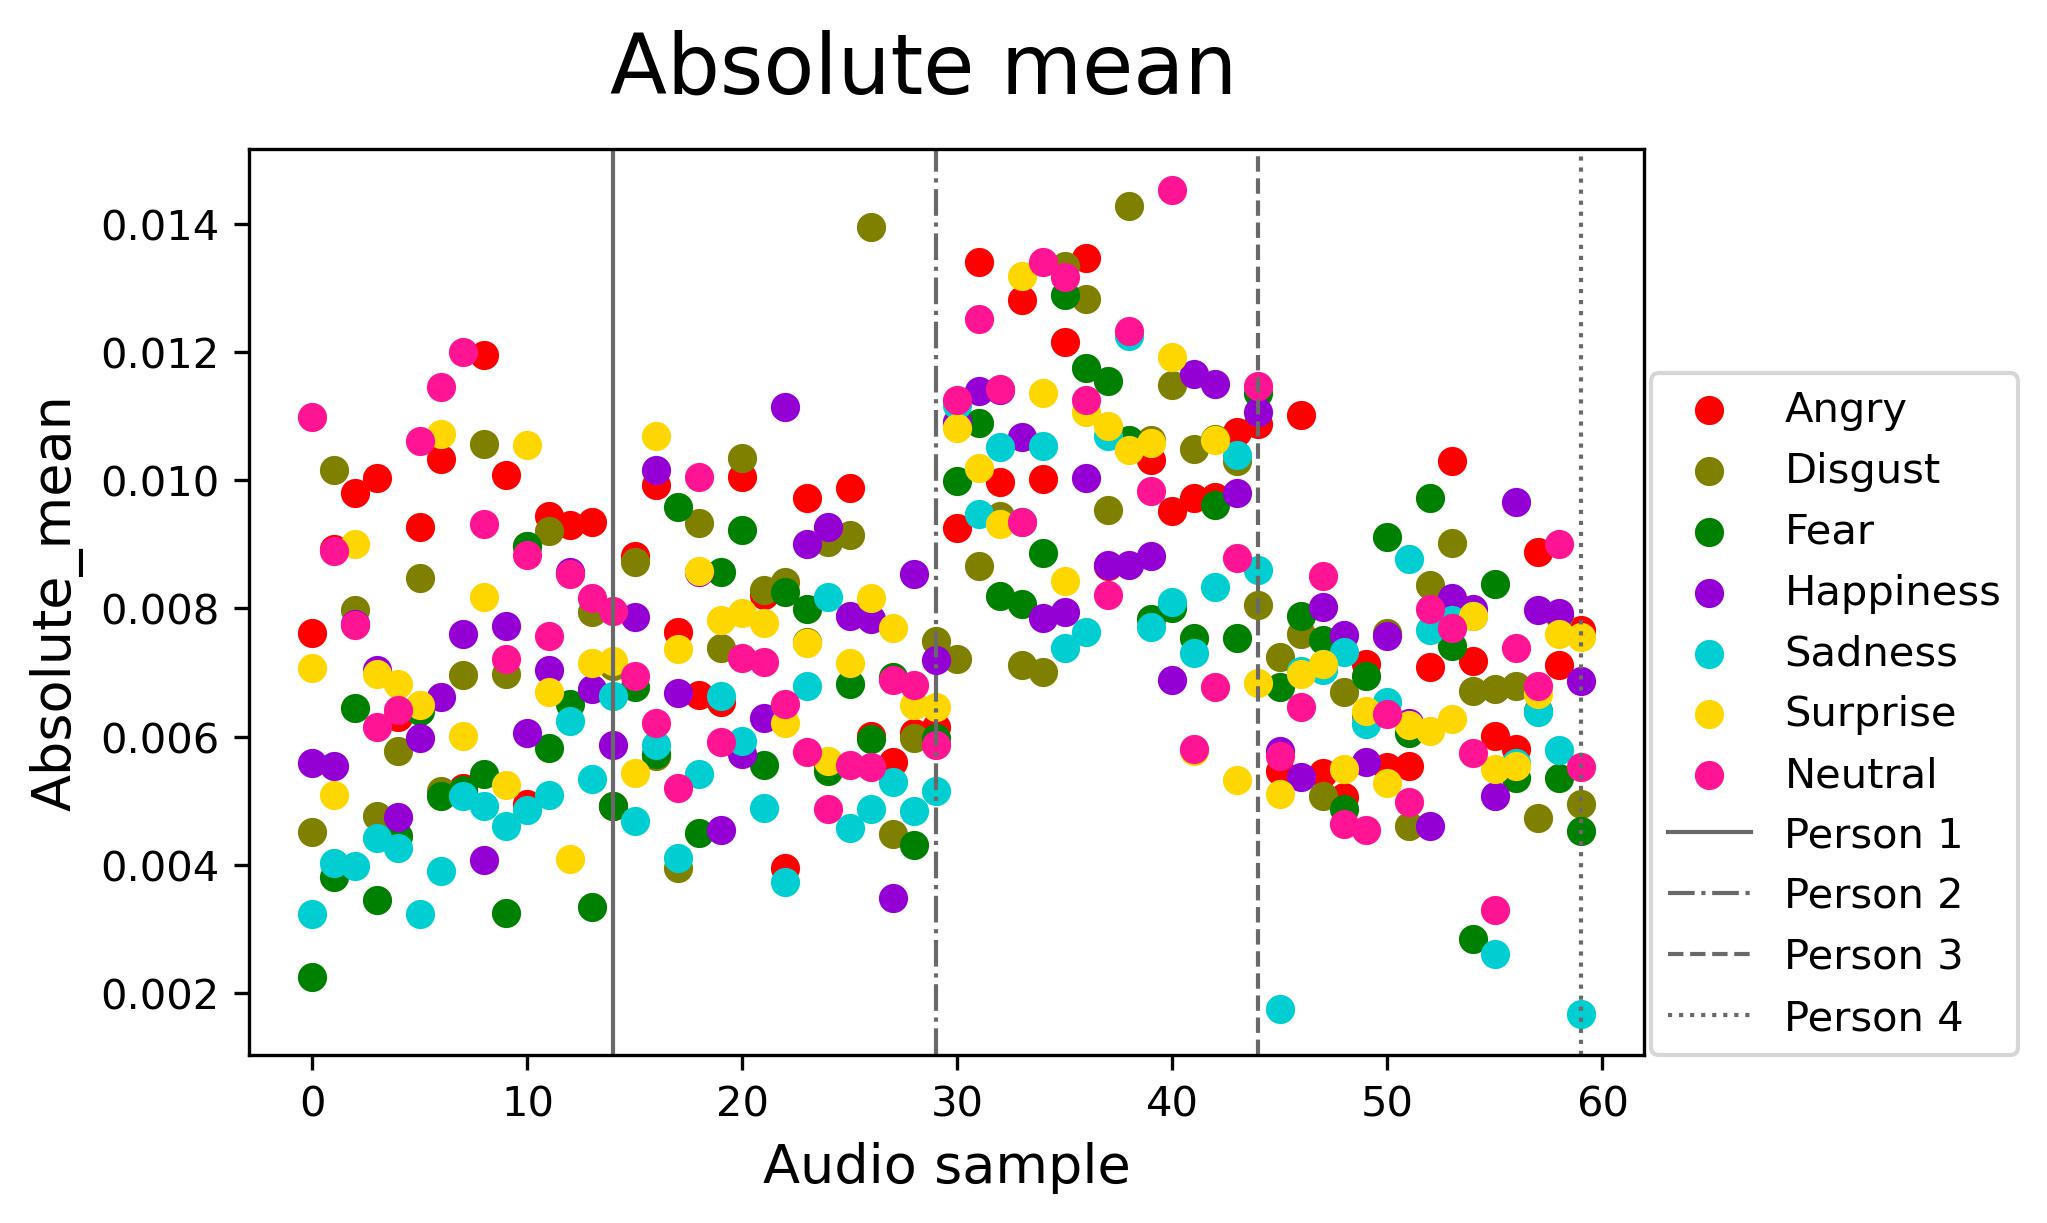 Absolute mean
Absolute_mean
0.014
0.012
0.010
0.008
0.006
0.004
0.002
0 10 20 30 40 50 60
Audio sample
Angry
Disgust
Fear
Happiness
Sadness
Surprise
Neutral
Person 1
Person 2
Person 3
Person 4